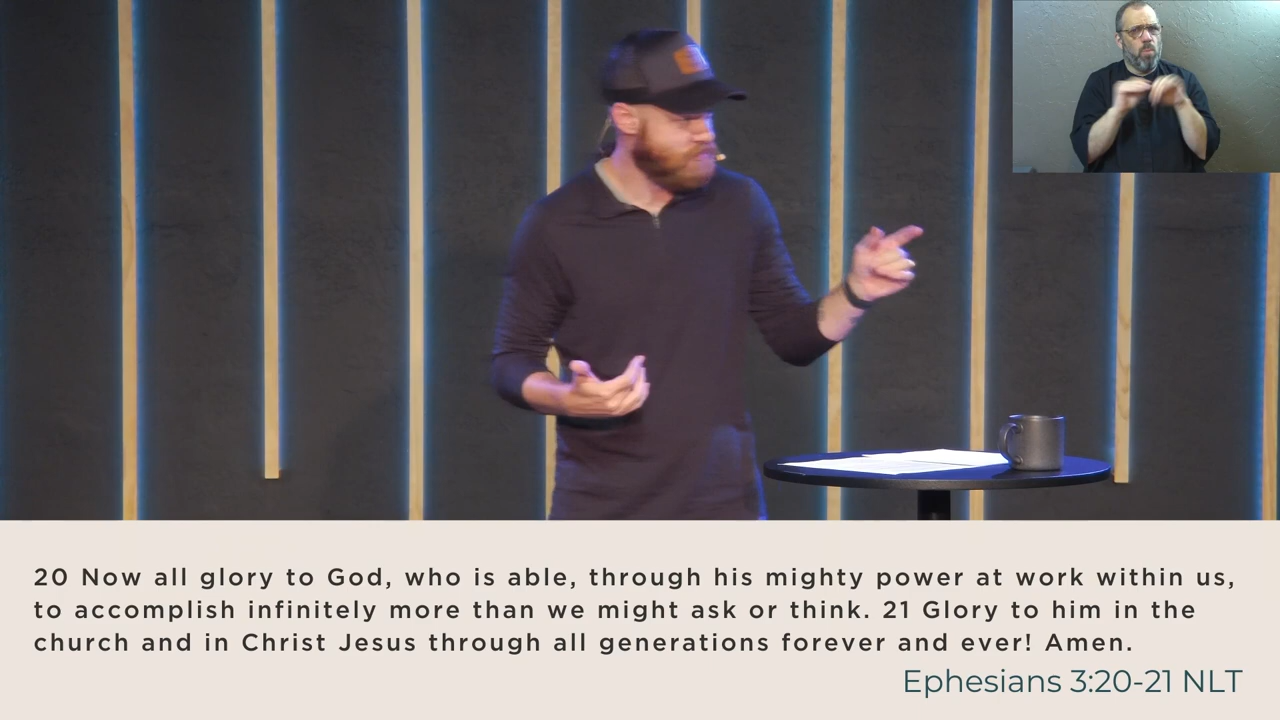 20 Now all glory to God, who is able, through his mighty power at work within us,
to accomplish infinitely more than we might ask or think. 21 Glory to him in the
church and in Christ Jesus through all generations forever and ever! Amen.
Ephesians 3:20-21 NLT